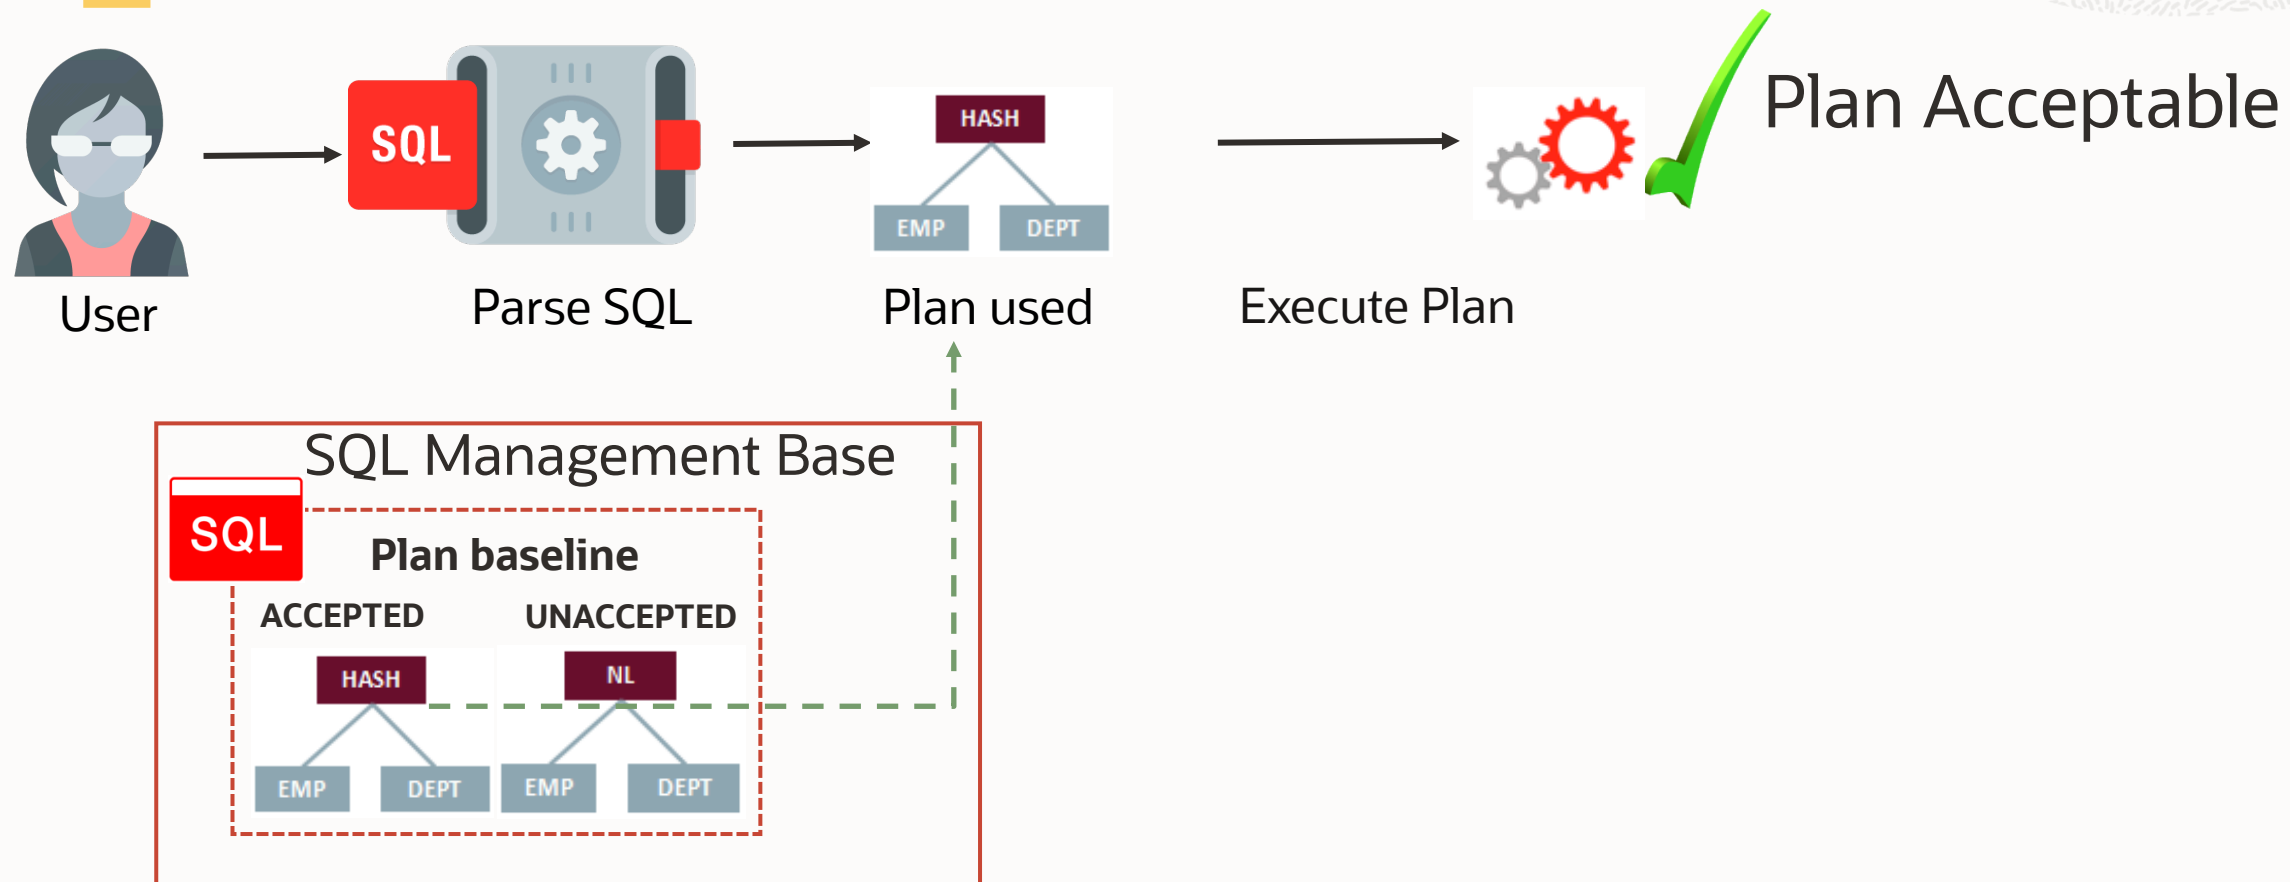 SQL
HASH
EMP DEPT
Plan Acceptable
User
Parse SQL
Plan used
Execute Plan
SQL Management Base
SQL
Plan baseline
ACCEPTED UNACCEPTED
HASH NL
EMP DEPT EMP DEPT